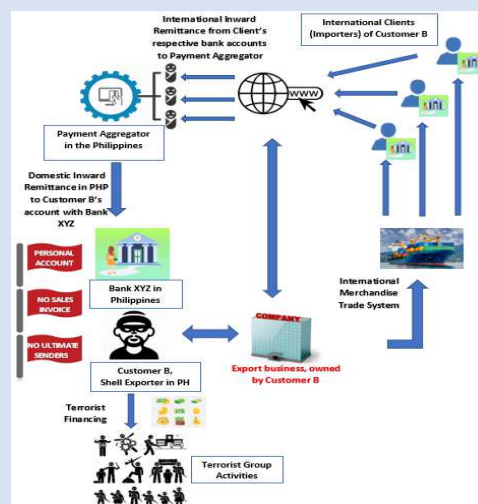 International Inward
Remittance from Client's
respective bank accounts
to Payment Aggregator
International Clients
(Importers) of Customer B
WWW
Payment Aggregator
in the Philippines
Domestic Inward
Remittance in PHP
to Customer B's
account with Bank
XYZ
PERSONAL
ACCOUNT
NO SALES
INVOICE
NO ULTIMATE
SENDERS
Bank XYZ in
Philippines
COMPANY
International
Merchandise
Trade System
Customer B,
Shell Exporter in PH
Export business, owned
by Customer B
Terrorist
Financing
Terrorist Group
Activities